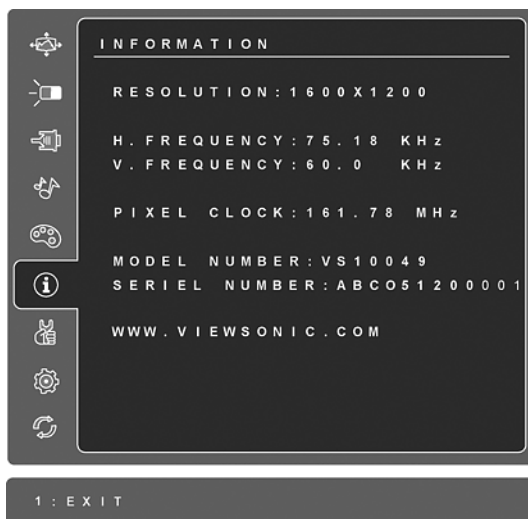 INFORMATION
RESOLUTION:1600X1200
H.FREQUENCY:75.18 KHz
V.FREQUENCY:60.0 KHz
PIXEL CLOCK:161.78 MHz
MODEL NUMBER:VS10049
SERIEL NUMBER:ABCO51200001
WWW.VIEWSONIC.COM
1:EXIT